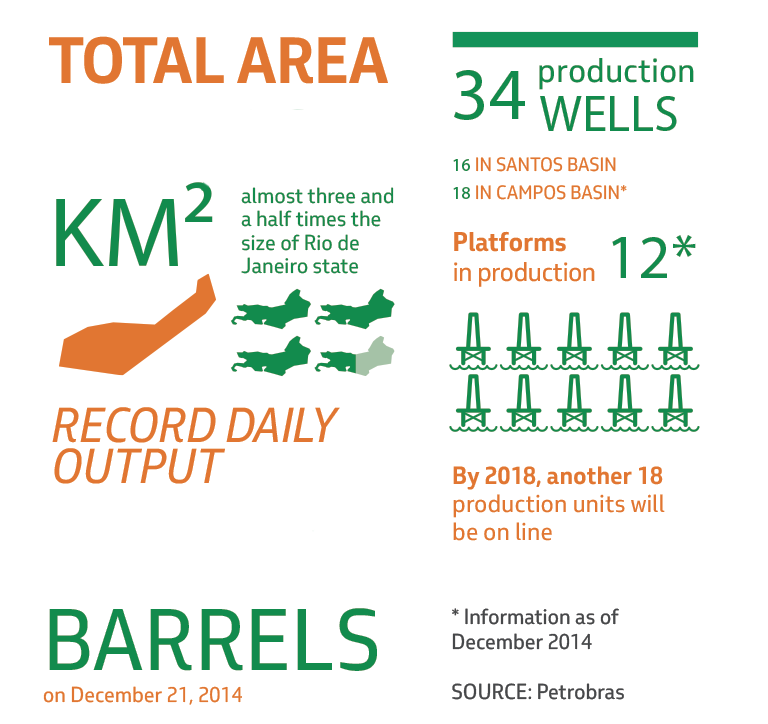 TOTAL AREA
KM²
almost three and
a half times the
size of Rio de
Janeiro state
RECORD DAILY
OUTPUT
BARRELS
on December 21, 2014
34 production
WELLS
16 IN SANTOS BASIN
18 IN CAMPOS BASIN*
Platforms
in production 12*
By 2018, another 18
production units will
be on line
* Information as of
December 2014
SOURCE: Petrobras